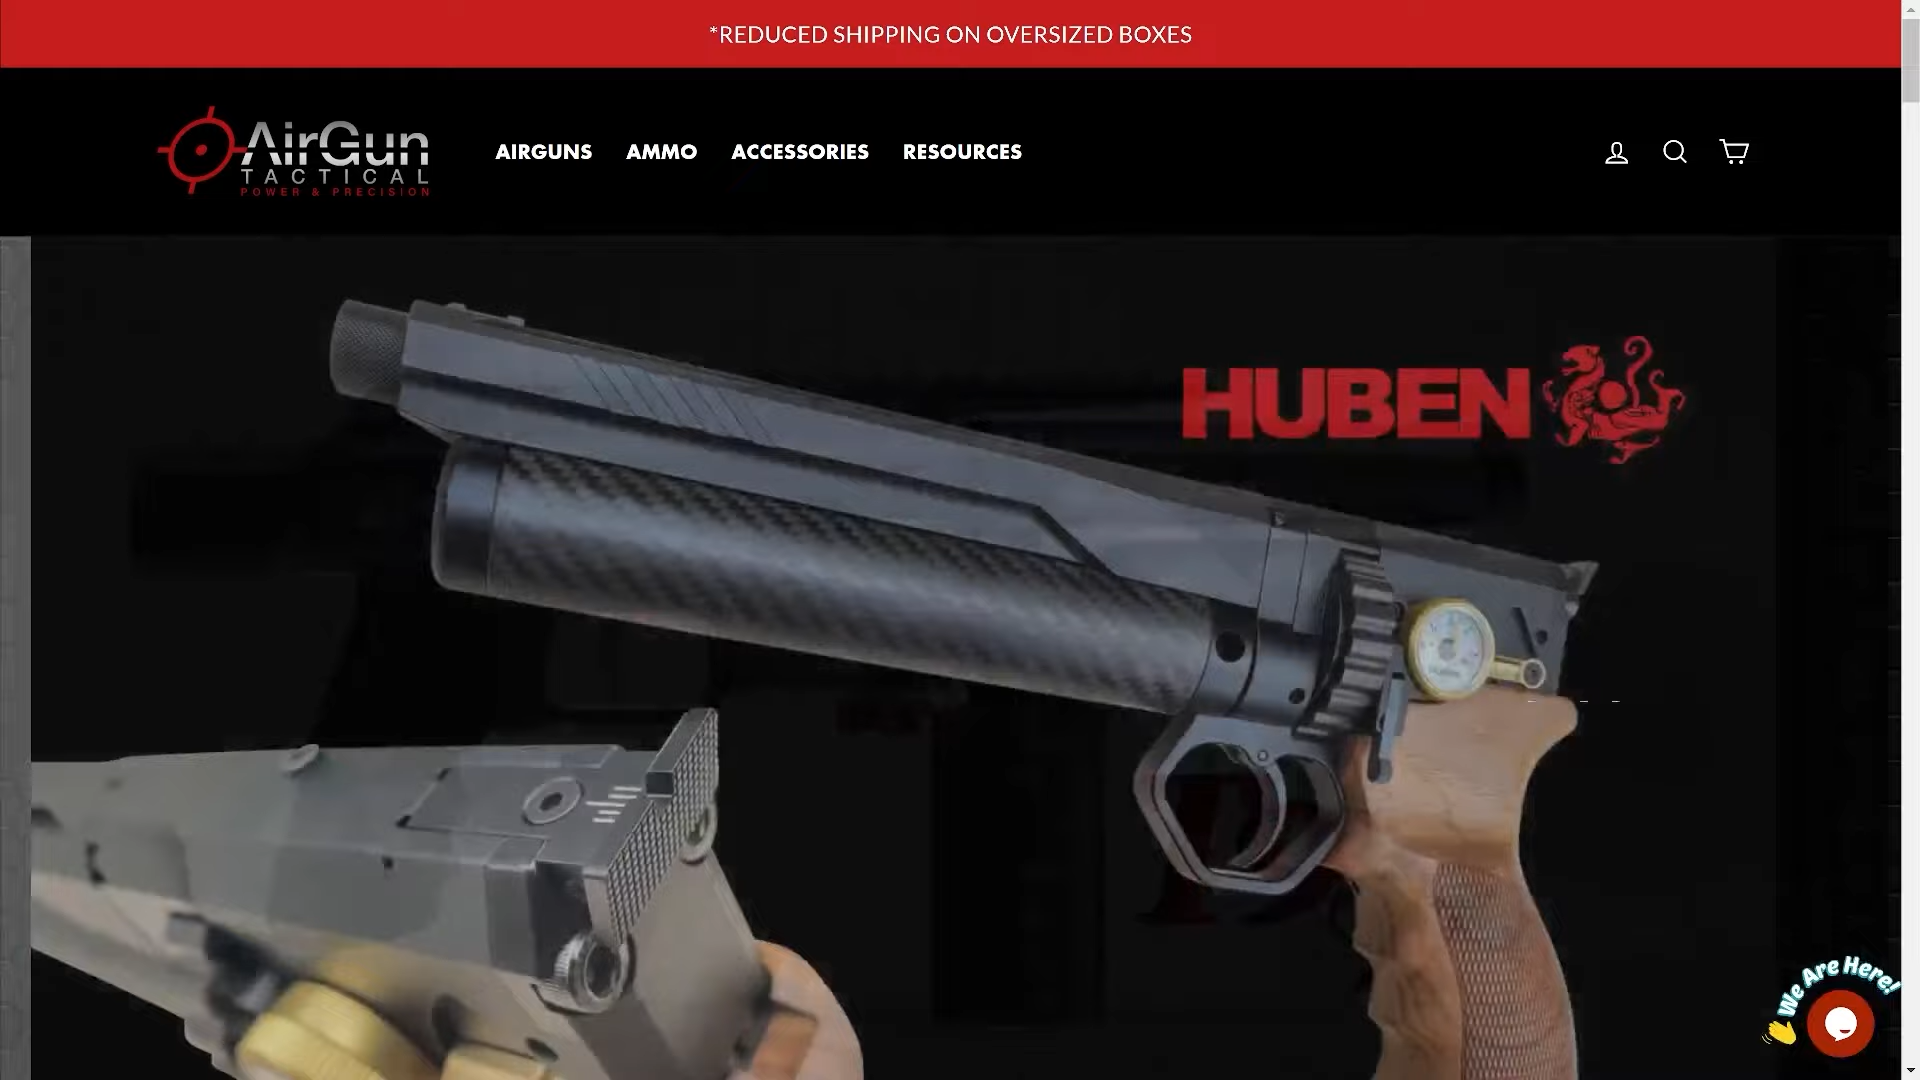 *REDUCED SHIPPING ON OVERSIZED BOXES
AirGun
TACTICAL
POWER & PRECISION
AIRGUNS
AMMO
ACCESSORIES
RESOURCES
HUBEN
We Are Here!